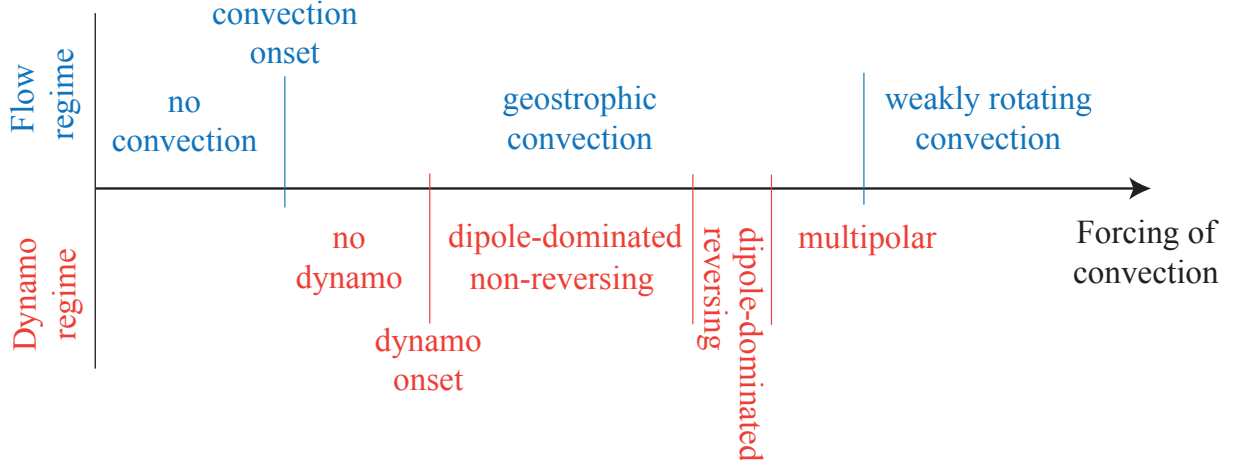 Flow
regime
no
convection
convection
onset
geostrophic
convection
weakly rotating
convection
Dynamo
regime
no
dynamo
dynamo
onset
dipole-dominated
non-reversing
dipole-dominated
reversing
multipolar
Forcing of
convection